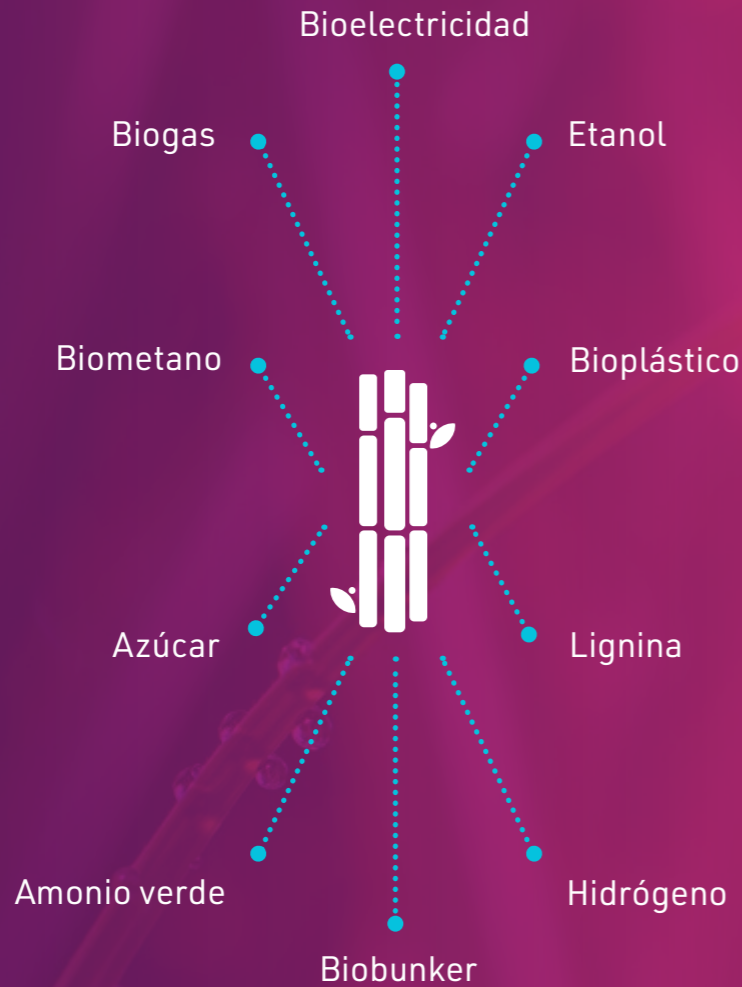 Bioelectricidad
Biogas
Etanol
Biometano
Bioplástico
Azúcar
Lignina
Amonio verde
Hidrógeno
Biobunker